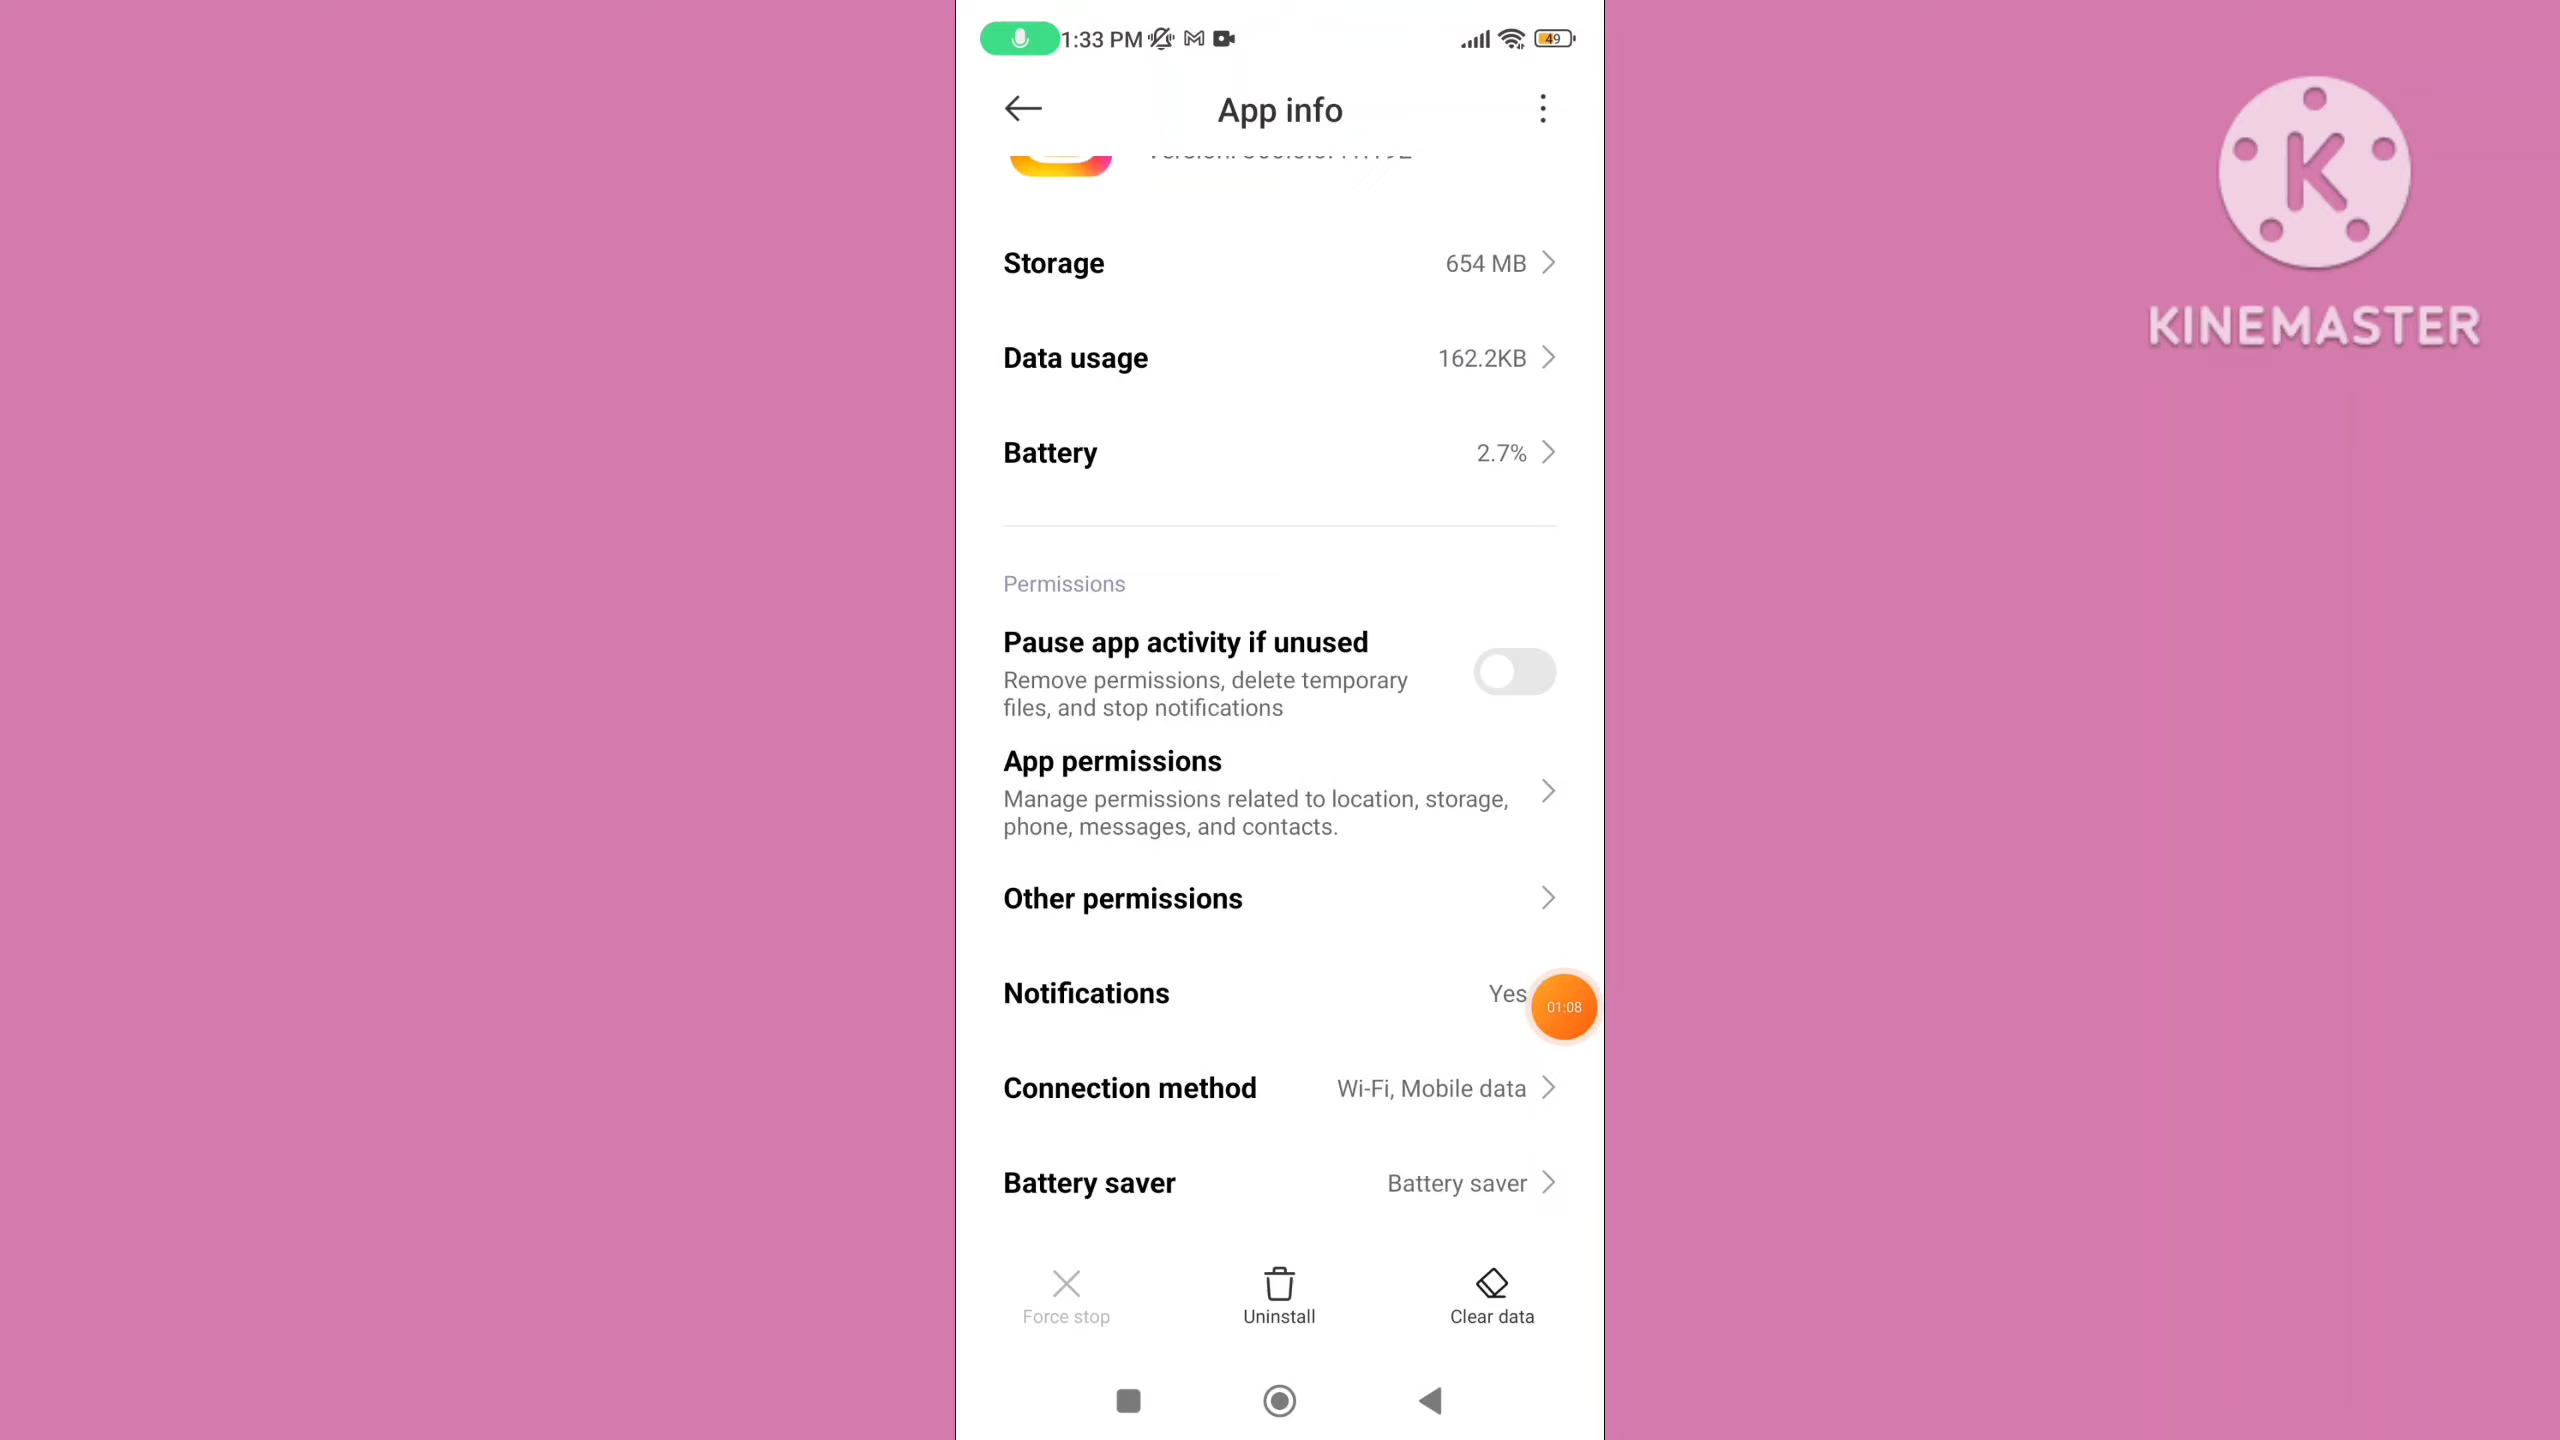 1:33 PM
49
App info
Storage
654 MB
Data usage
162.2KB
Battery
2.7%
Permissions
Pause app activity if unused
Remove permissions, delete temporary
files, and stop notifications
App permissions
Manage permissions related to location, storage,
phone, messages, and contacts.
Other permissions
Notifications
Yes
01:08
Connection method
Wi-Fi, Mobile data
Battery saver
Battery saver
Force stop
Uninstall
Clear data
K
KINEMASTER